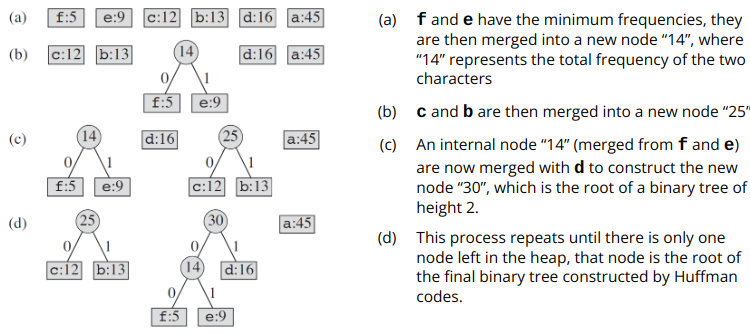 (a) f:5 e:9 c:12 b:13 d:16 a:45
(b) c:12 b:13 14 d:16 a:45
0 1
f:5 e:9
(c) 14 d:16 25 a:45
0 1 0 1
f:5 e:9 c:12 b:13
(d) 25 30 a:45
0 1 0 1
c:12 b:13 14 d:16
0 1
f:5 e:9
(a) f and e have the minimum frequencies, they
are then merged into a new node “14”, where
“14” represents the total frequency of the two
characters
(b) c and b are then merged into a new node “25”
(c) An internal node “14” (merged from f and e)
are now merged with d to construct the new
node “30”, which is the root of a binary tree of
height 2.
(d) This process repeats until there is only one
node left in the heap, that node is the root of
the final binary tree constructed by Huffman
codes.